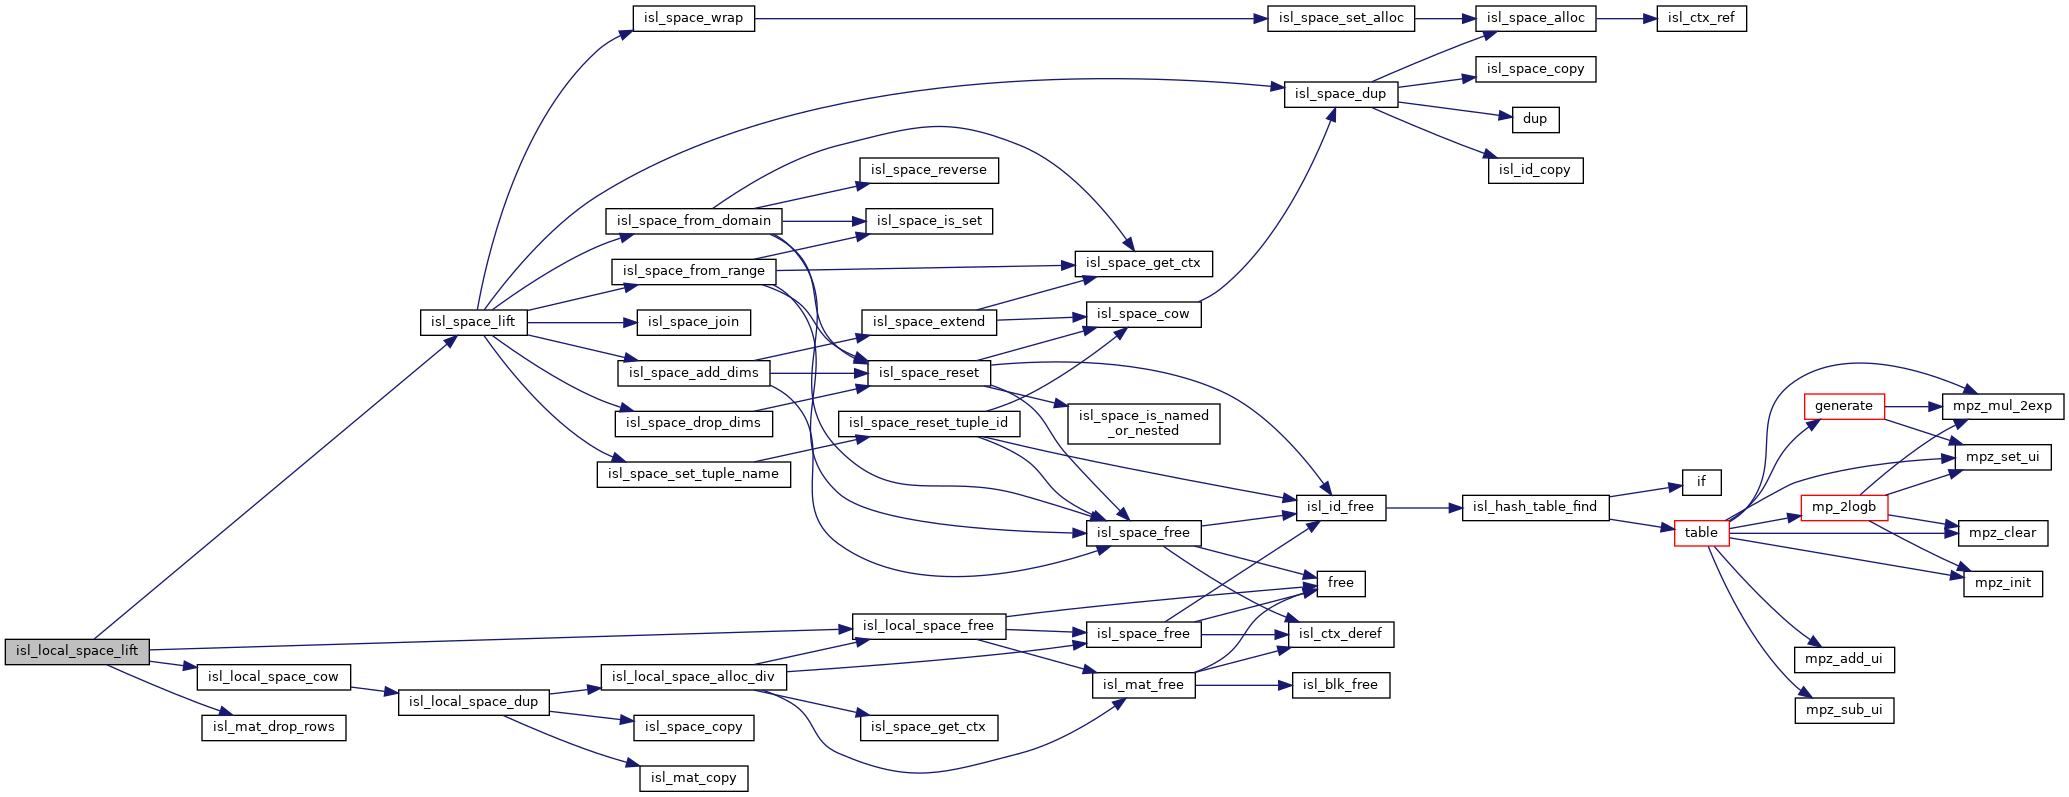 isl_space_wrap
isl_space_set_alloc
isl_space_alloc
isl_ctx_ref
isl_space_copy
isl_space_dup
dup
isl_space_reverse
isl_id_copy
isl_space_from_domain
isl_space_is_set
isl_space_from_range
isl_space_get_ctx
isl_space_lift
isl_space_join
isl_space_extend
isl_space_cow
isl_space_add_dims
isl_space_reset
isl_space_drop_dims
isl_space_reset_tuple_id
isl_space_is_named
_or_nested
generate
mpz_mul_2exp
isl_space_set_tuple_name
if
mpz_set_ui
isl_id_free
isl_hash_table_find
mp_2logb
isl_space_free
table
mpz_clear
free
mpz_init
isl_local_space_free
isl_space_free
isl_ctx_deref
isl_local_space_lift
mpz_add_ui
isl_local_space_cow
isl_local_space_alloc_div
isl_mat_free
isl_blk_free
isl_local_space_dup
mpz_sub_ui
isl_mat_drop_rows
isl_space_copy
isl_space_get_ctx
isl_mat_copy